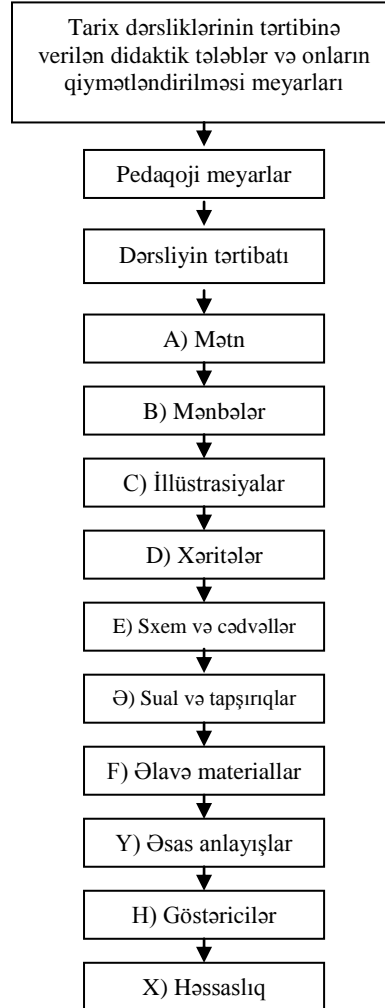 Tarix dərsliklərinin tərtibinə
verilən didaktik tələblər və onların
qiymətləndirilməsi meyarları
Pedaqoji meyarlar
Dərsliyin tərtibatı
A) Mətn
B) Mənbələr
C) İllüstrasiyalar
D) Xəritələr
E) Sxem və cədvəllər
Ə) Sual və tapşırıqlar
F) Əlavə materiallar
Y) Əsas anlayışlar
H) Göstəricilər
X) Həssaslıq